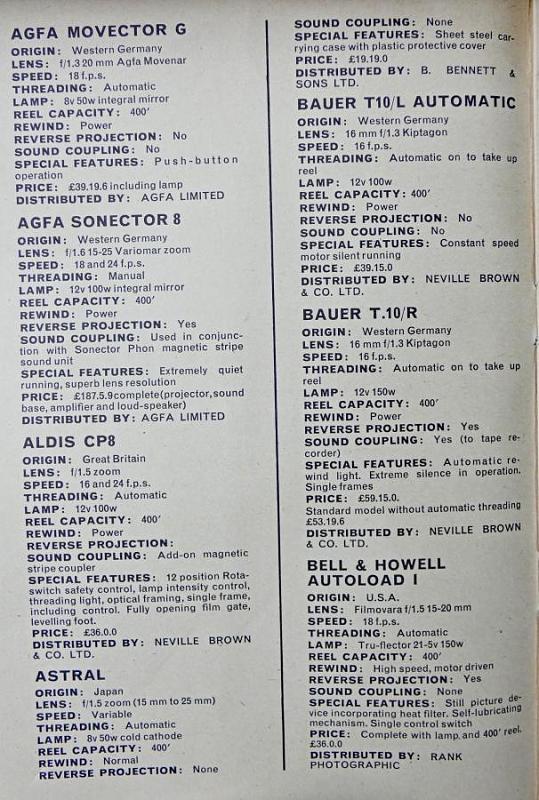 AGFA MOVECTOR G
ORIGIN: Western Germany
LENS: f/1.3 20 mm Agfa Movenar
SPEED: 18 f.p.s.
THREADING: Automatic
LAMP: 8v 50w integral mirror
REEL CAPACITY: 400′
REWIND: Power
REVERSE PROJECTION: No
SOUND COUPLING: No
SPECIAL FEATURES: Push-button
operation
PRICE: £39.19.6 including lamp
DISTRIBUTED BY: AGFA LIMITED
AGFA SONECTOR 8
ORIGIN: Western Germany
LENS: f/1.6 15-25 Variomar zoom
SPEED: 18 and 24 f.p.s.
THREADING: Manual
LAMP: 12v 100w integral mirror
REEL CAPACITY: 400′
REWIND: Power
REVERSE PROJECTION: Yes
SOUND COUPLING: Used in conjunc-
tion with Sonector Phon magnetic stripe
sound unit
SPECIAL FEATURES: Extremely quiet
running, superb lens resolution
PRICE: £187.5.9 complete (projector, sound
base, amplifier and loud-speaker)
DISTRIBUTED BY: AGFA LIMITED
ALDIS CP8
ORIGIN: Great Britain
LENS: f/1.5 zoom
SPEED: 16 and 24 f.p.s.
THREADING: Automatic
LAMP: 12v 100w
REEL CAPACITY: 400′
REWIND: Power
REVERSE PROJECTION:
SOUND COUPLING: Add-on magnetic
stripe coupler
SPECIAL FEATURES: 12 position Rota-
switch safety control, lamp intensity control,
threading light, optical framing, single frame,
including control. Fully opening film gate,
levelling foot.
PRICE: £36.0.0
DISTRIBUTED BY: NEVILLE BROWN
& CO. LTD.
ASTRAL
ORIGIN: Japan
LENS: f/1.5 zoom (15 mm to 25 mm)
SPEED: Variable
THREADING: Automatic
LAMP: 8v 50w cold cathode
REEL CAPACITY: 400′
REWIND: Normal
REVERSE PROJECTION: None
SOUND COUPLING: None
SPECIAL FEATURES: Sheet steel car-
rying case with plastic protective cover
PRICE: £19.19.0
DISTRIBUTED BY: B. BENNETT &
SONS LTD.
BAUER T10/L AUTOMATIC
ORIGIN: Western Germany
LENS: 16 mm f/1.3 Kiptagon
SPEED: 16 f.p.s.
THREADING: Automatic on to take up
reel
LAMP: 12v 100w
REEL CAPACITY: 400′
REWIND: Power
REVERSE PROJECTION: No
SOUND COUPLING: No
SPECIAL FEATURES: Constant speed
motor silent running
PRICE: £39.15.0
DISTRIBUTED BY: NEVILLE BROWN
& CO. LTD.
BAUER T.10/R
ORIGIN: Western Germany
LENS: 16 mm f/1.3 Kiptagon
SPEED: 16 f.p.s.
THREADING: Automatic on to take up
reel
LAMP: 12v 150w
REEL CAPACITY: 400′
REWIND: Power
REVERSE PROJECTION: Yes
SOUND COUPLING: Yes (to tape re-
corder)
SPECIAL FEATURES: Automatic re-
wind light. Extreme silence in operation.
Single frames
PRICE: £59.15.0.
Standard model without automatic threading
£53.19.6
DISTRIBUTED BY: NEVILLE BROWN
& CO. LTD.
BELL & HOWELL
AUTOLOAD I
ORIGIN: U.S.A.
LENS: Filmovara f/1.5 15-20 mm
SPEED: 18 f.p.s.
THREADING: Automatic
LAMP: Tru-flector 21-5v 150w
REEL CAPACITY: 400′
REWIND: High speed, motor driven
REVERSE PROJECTION: Yes
SOUND COUPLING: None
SPECIAL FEATURES: Still picture de-
vice incorporating heat filter. Self-lubricating
mechanism. Single control switch
PRICE: Complete with lamp and 400′ reel.
£36.0.0
DISTRIBUTED BY: RANK
PHOTOGRAPHIC